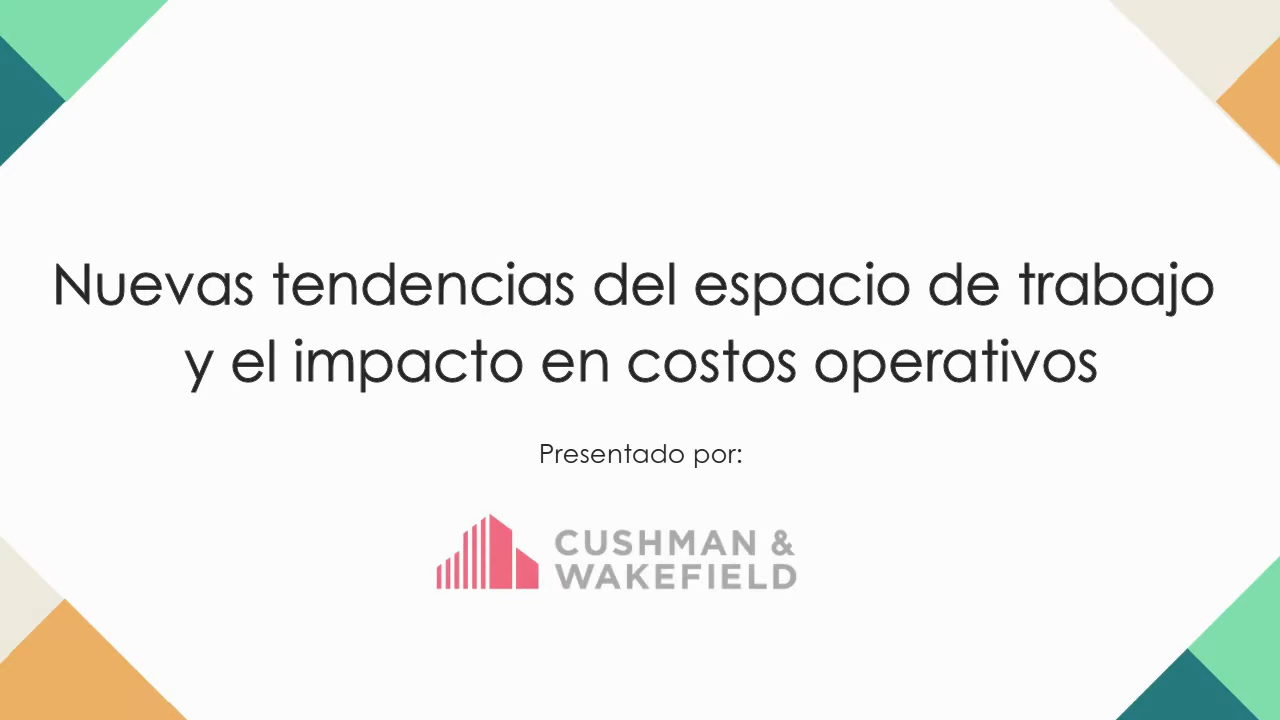 Nuevas tendencias del espacio de trabajo
y el impacto en costos operativos
Presentado por:
CUSHMAN &
WAKEFIELD